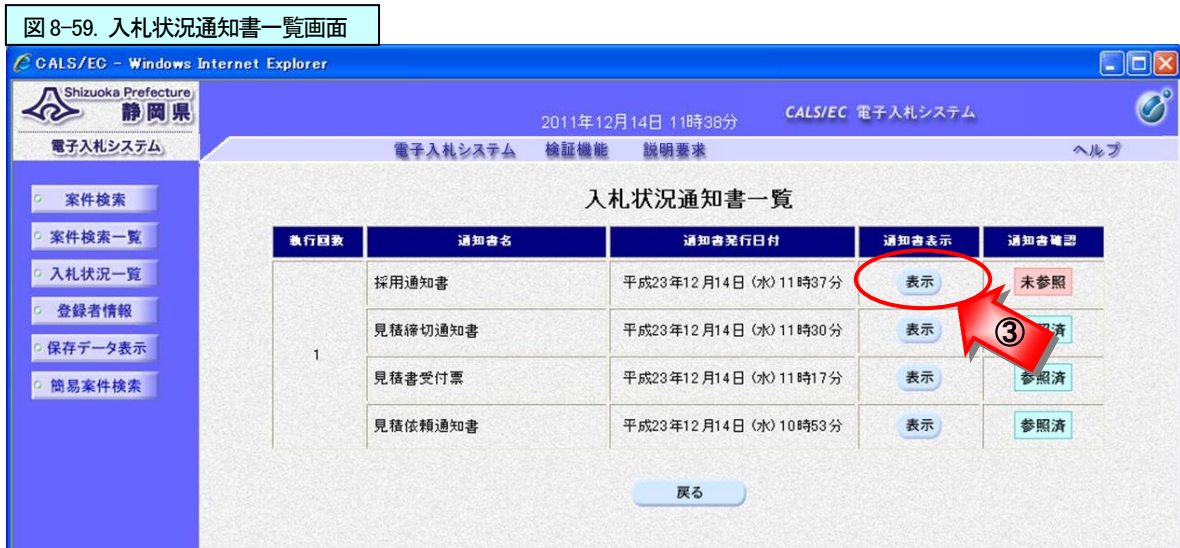 図 8-59. 入札状況通知書一覧画面
CALS/EC - Windows Internet Explorer
Shizuoka Prefecture
静岡県
電子入札システム
2011年12月14日 11時38分
CALS/EC 電子入札システム
電子入札システム 検証機能 説明要求 ヘルプ
案件検索
案件検索一覧
入札状況一覧
登録者情報
保存データ表示
簡易案件検索
入札状況通知書一覧
執行回数 通知書名 通知書発行日付 通知書表示 通知書確認
1
採用通知書 平成23年12月14日 (水) 11時37分 表示 未参照
見積締切通知書 平成23年12月14日 (水) 11時30分 表示 済
③
見積書受付票 平成23年12月14日 (水) 11時17分 表示 参照済
見積依頼通知書 平成23年12月14日 (水) 10時53分 表示 参照済
戻る